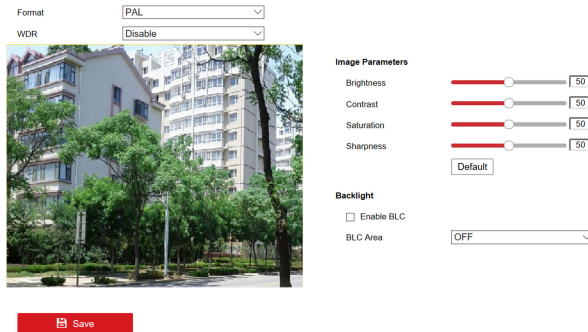 Format PAL
WDR Disable
Image Parameters
Brightness 50
Contrast 50
Saturation 50
Sharpness 50
Default
Backlight
Enable BLC
BLC Area OFF
Save